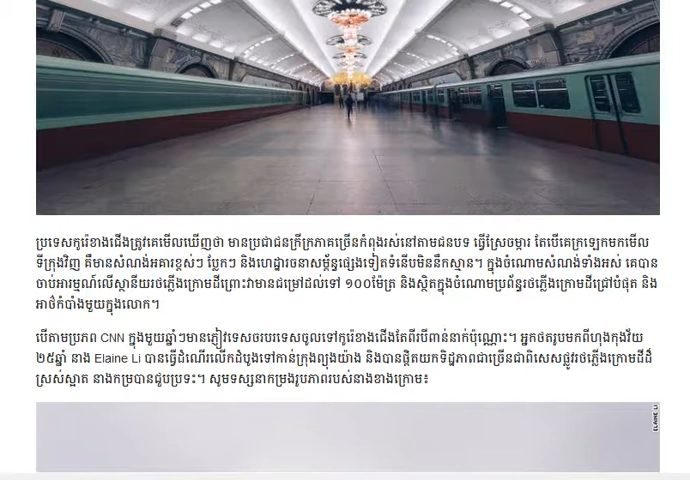 ប្រទេសកូរ៉េខាងជើងត្រូវគេមើលឃើញថា មានប្រជាជនក្រីក្រភាគច្រើនកំពុងរស់នៅតាមជនបទ ធ្វើស្រែចម្ការ តែបើគេក្រឡេកមកមើល
ទីក្រុងវិញ គឺមានសំណង់អគារខ្ពស់ៗ ប្លែកៗ និងហេដ្ឋារចនាសម្ព័ន្ធផ្សេងទៀតទំនើបមិននឹកស្មាន។ ក្នុងចំណោមសំណង់ទាំងអស់ គេបាន
ចាប់អារម្មណ៍លើស្ថានីយរថភ្លើងក្រោមដីព្រោះវាមានជម្រៅដល់ទៅ ១០០ម៉ែត្រ និងស្ថិតក្នុងចំណោមប្រព័ន្ធរថភ្លើងក្រោមដីជ្រៅបំផុត និង
អាថ៌កំបាំងមួយក្នុងលោក។
បើតាមប្រភព CNN ក្នុងមួយឆ្នាំៗមានភ្ញៀវទេសចរបរទេសចូលទៅកូរ៉េខាងជើងតែពីរបីពាន់នាក់ប៉ុណ្ណោះ។ អ្នកថតរូបមកពីហុងកុងវ័យ
២៥ឆ្នាំ នាង Elaine Li បានធ្វើដំណើរលើកដំបូងទៅកាន់ក្រុងព្យុងយ៉ាង និងបានផ្តិតយកទិដ្ឋភាពជាច្រើនជាពិសេសផ្លូវរថភ្លើងក្រោមដីដ៏
ស្រស់ស្អាត នាងកម្របានជួបប្រទះ។ សូមទស្សនាកម្រងរូបភាពរបស់នាងខាងក្រោម៖
ELAINE LI